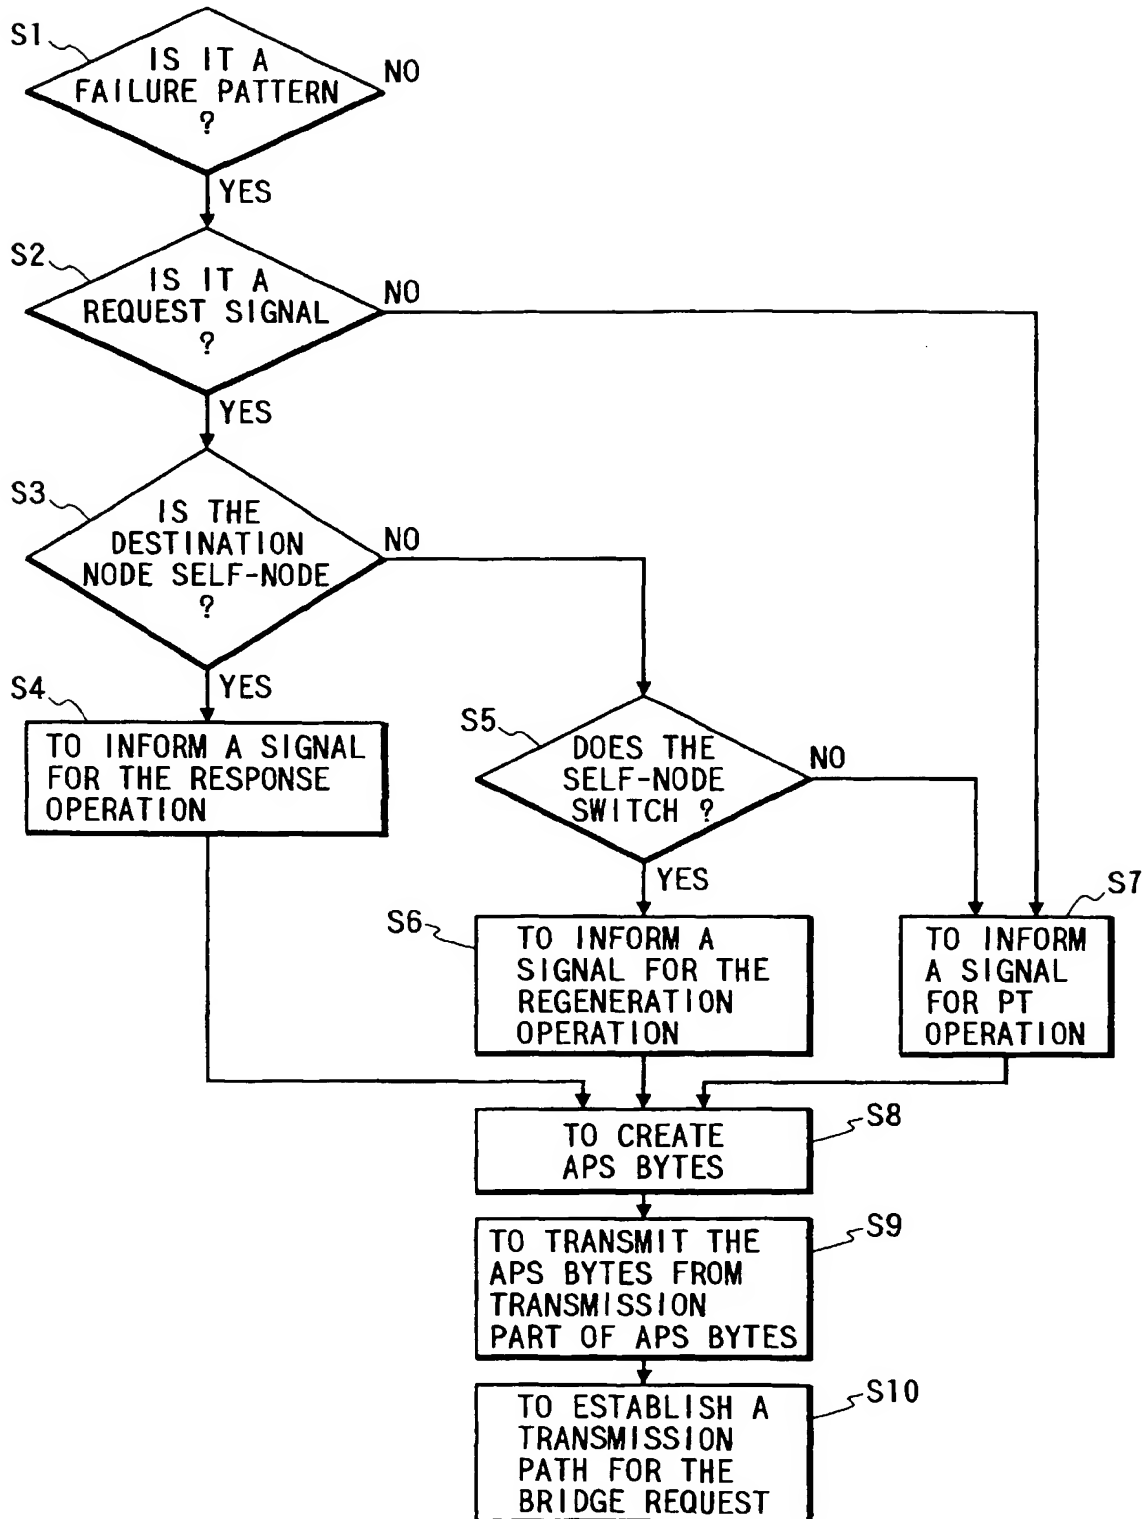 S1
IS IT A
FAILURE PATTERN
?
NO
YES
S2
IS IT A
REQUEST SIGNAL
?
NO
YES
S3
IS THE
DESTINATION
NODE SELF-NODE
?
NO
YES
S4
TO INFORM A SIGNAL
FOR THE RESPONSE
OPERATION
S5
DOES THE
SELF-NODE
SWITCH ?
NO
YES
S6
TO INFORM A
SIGNAL FOR THE
REGENERATION
OPERATION
S7
TO INFORM
A SIGNAL
FOR PT
OPERATION
S8
TO CREATE
APS BYTES
S9
TO TRANSMIT THE
APS BYTES FROM
TRANSMISSION
PART OF APS BYTES
S10
TO ESTABLISH A
TRANSMISSION
PATH FOR THE
BRIDGE REQUEST